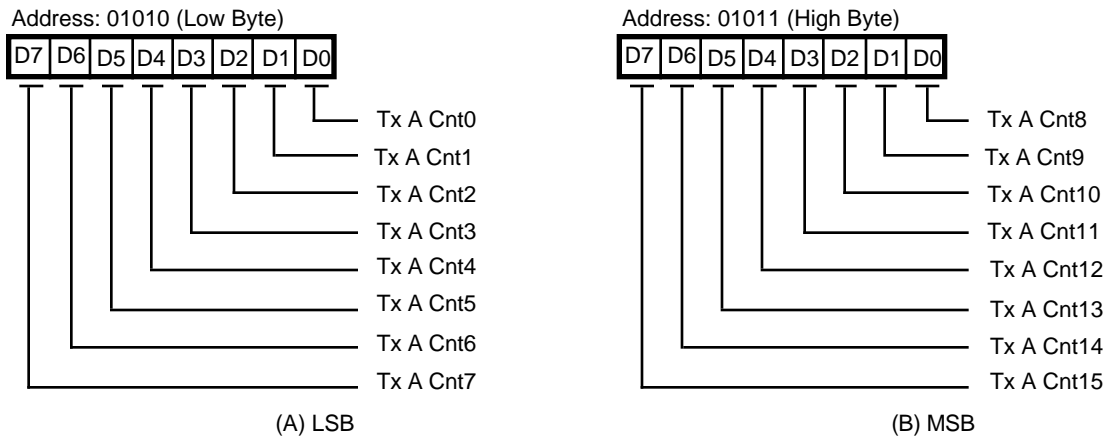 Address: 01010 (Low Byte)
D7 D6 D5 D4 D3 D2 D1 D0
Tx A Cnt0
Tx A Cnt1
Tx A Cnt2
Tx A Cnt3
Tx A Cnt4
Tx A Cnt5
Tx A Cnt6
Tx A Cnt7
(A) LSB
Address: 01011 (High Byte)
D7 D6 D5 D4 D3 D2 D1 D0
Tx A Cnt8
Tx A Cnt9
Tx A Cnt10
Tx A Cnt11
Tx A Cnt12
Tx A Cnt13
Tx A Cnt14
Tx A Cnt15
(B) MSB